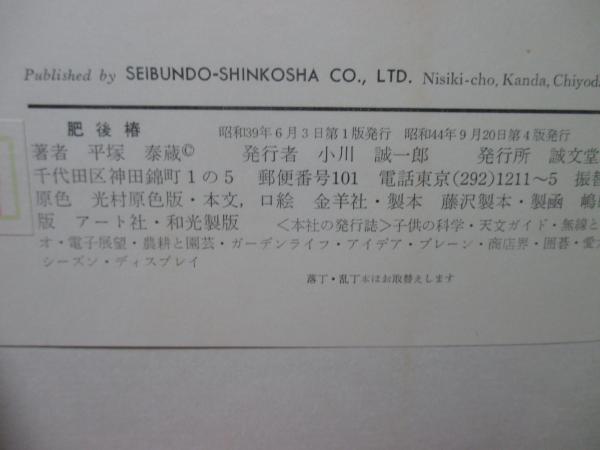 Published by SEIBUNDO-SHINKOSHA CO., LTD. Nisiki-cho, Kanda, Chiyod
肥後椿 昭和39年6月3日第1版発行 昭和44年9月20日第4版発行
著者 平塚 泰蔵© 発行者 小川 誠一郎 発行所 誠文堂
千代田区神田錦町1の5 郵便番号101 電話東京(292)1211〜5 振替
原色 光村原色版・本文, 口絵 金羊社・製本 藤沢製本・製函 嶋
版 アート社・和光製版 <本社の発行誌>子供の科学・天文ガイド・無線と
オ・電子展望・農耕と園芸・ガーデンライフ・アイデア・ブレーン・商店界・囲碁・愛
シーズン・ディスプレイ
落丁・乱丁本はお取替えします